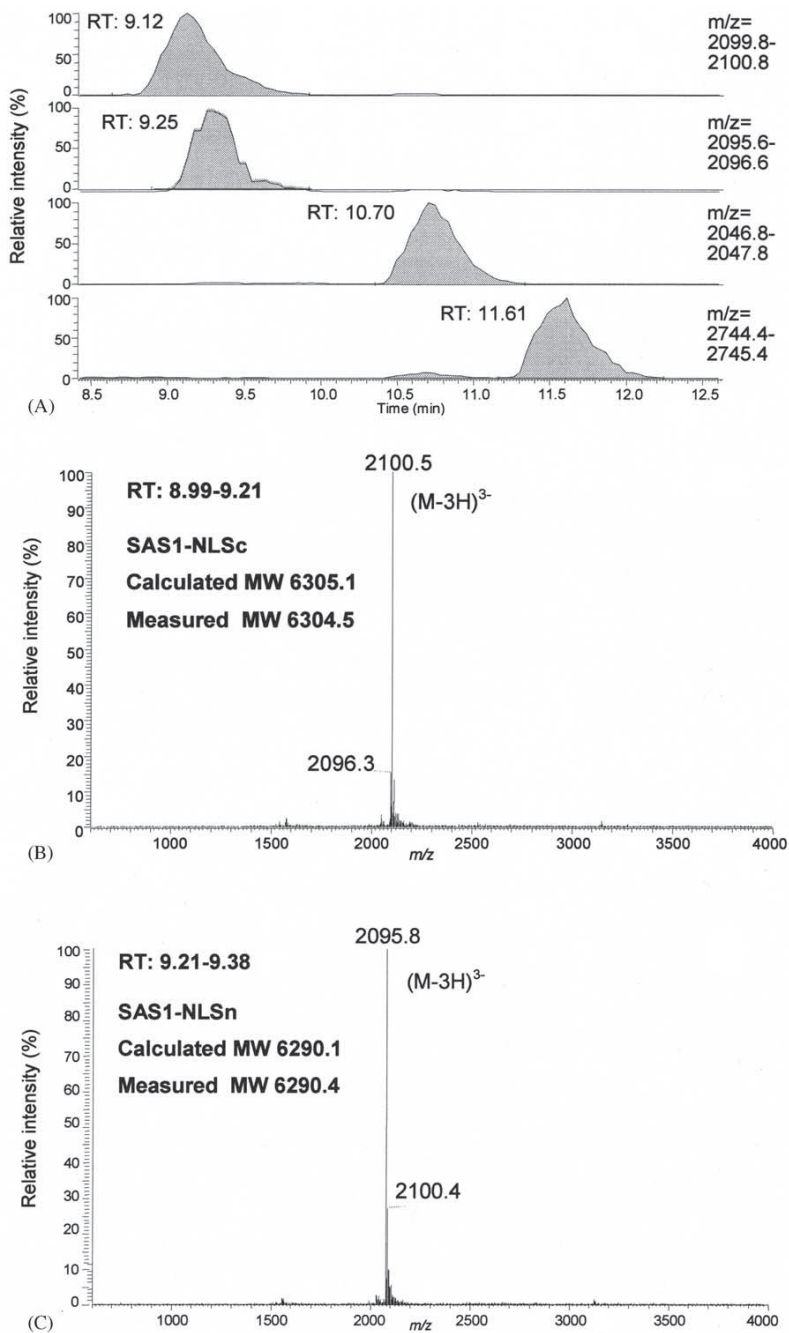 Relative intensity (%)
100
50
0
RT: 9.12
m/z=
2099.8-
2100.8
100
50
0
RT: 9.25
m/z=
2095.6-
2096.6
100
50
0
RT: 10.70
m/z=
2046.8-
2047.8
100
50
0
RT: 11.61
m/z=
2744.4-
2745.4
8.5 9.0 9.5 10.0 10.5 11.0 11.5 12.0 12.5
Time (min)
(A)
2100.5
(M-3H)3-
RT: 8.99-9.21
SAS1-NLSc
Calculated MW 6305.1
Measured MW 6304.5
2096.3
Relative intensity (%)
100
90
80
70
60
50
40
30
20
10
0
1000 1500 2000 2500 3000 3500 4000
m/z
(B)
2095.8
(M-3H)3-
RT: 9.21-9.38
SAS1-NLSn
Calculated MW 6290.1
Measured MW 6290.4
2100.4
Relative intensity (%)
100
90
80
70
60
50
40
30
20
10
0
1000 1500 2000 2500 3000 3500 4000
m/z
(C)